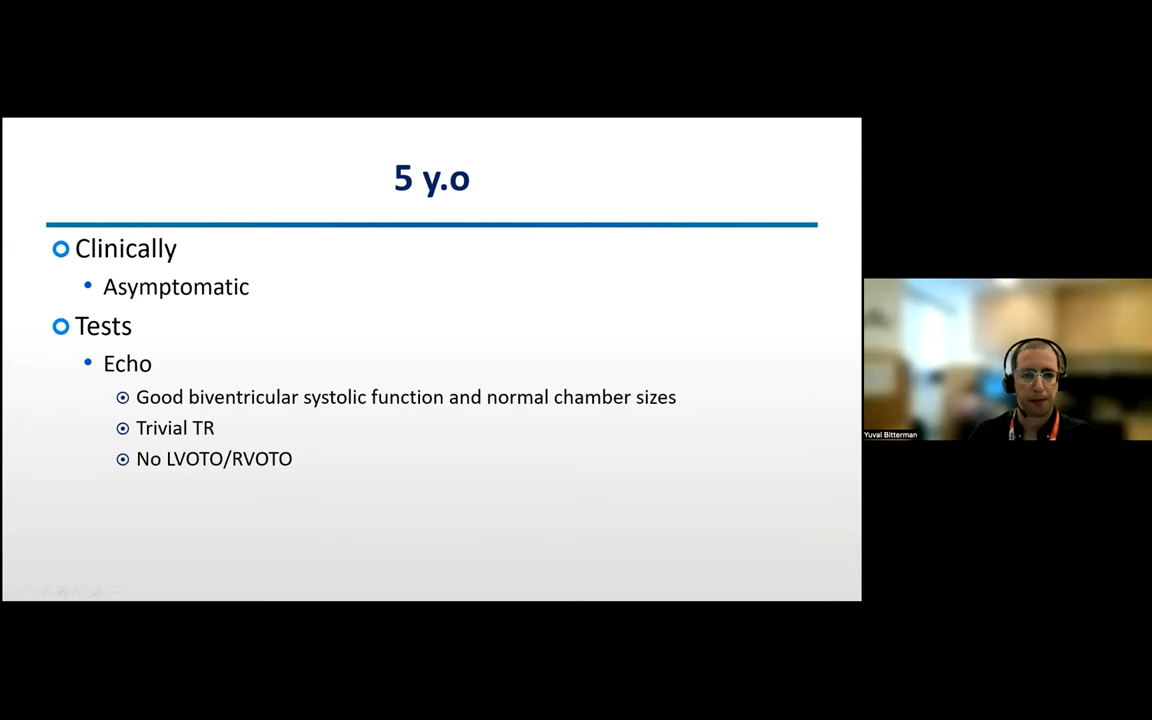 5 y.o
Clinically
Asymptomatic
Tests
Echo
Good biventricular systolic function and normal chamber sizes
Trivial TR
No LVOTO/RVOTO
Yuval Bitterman